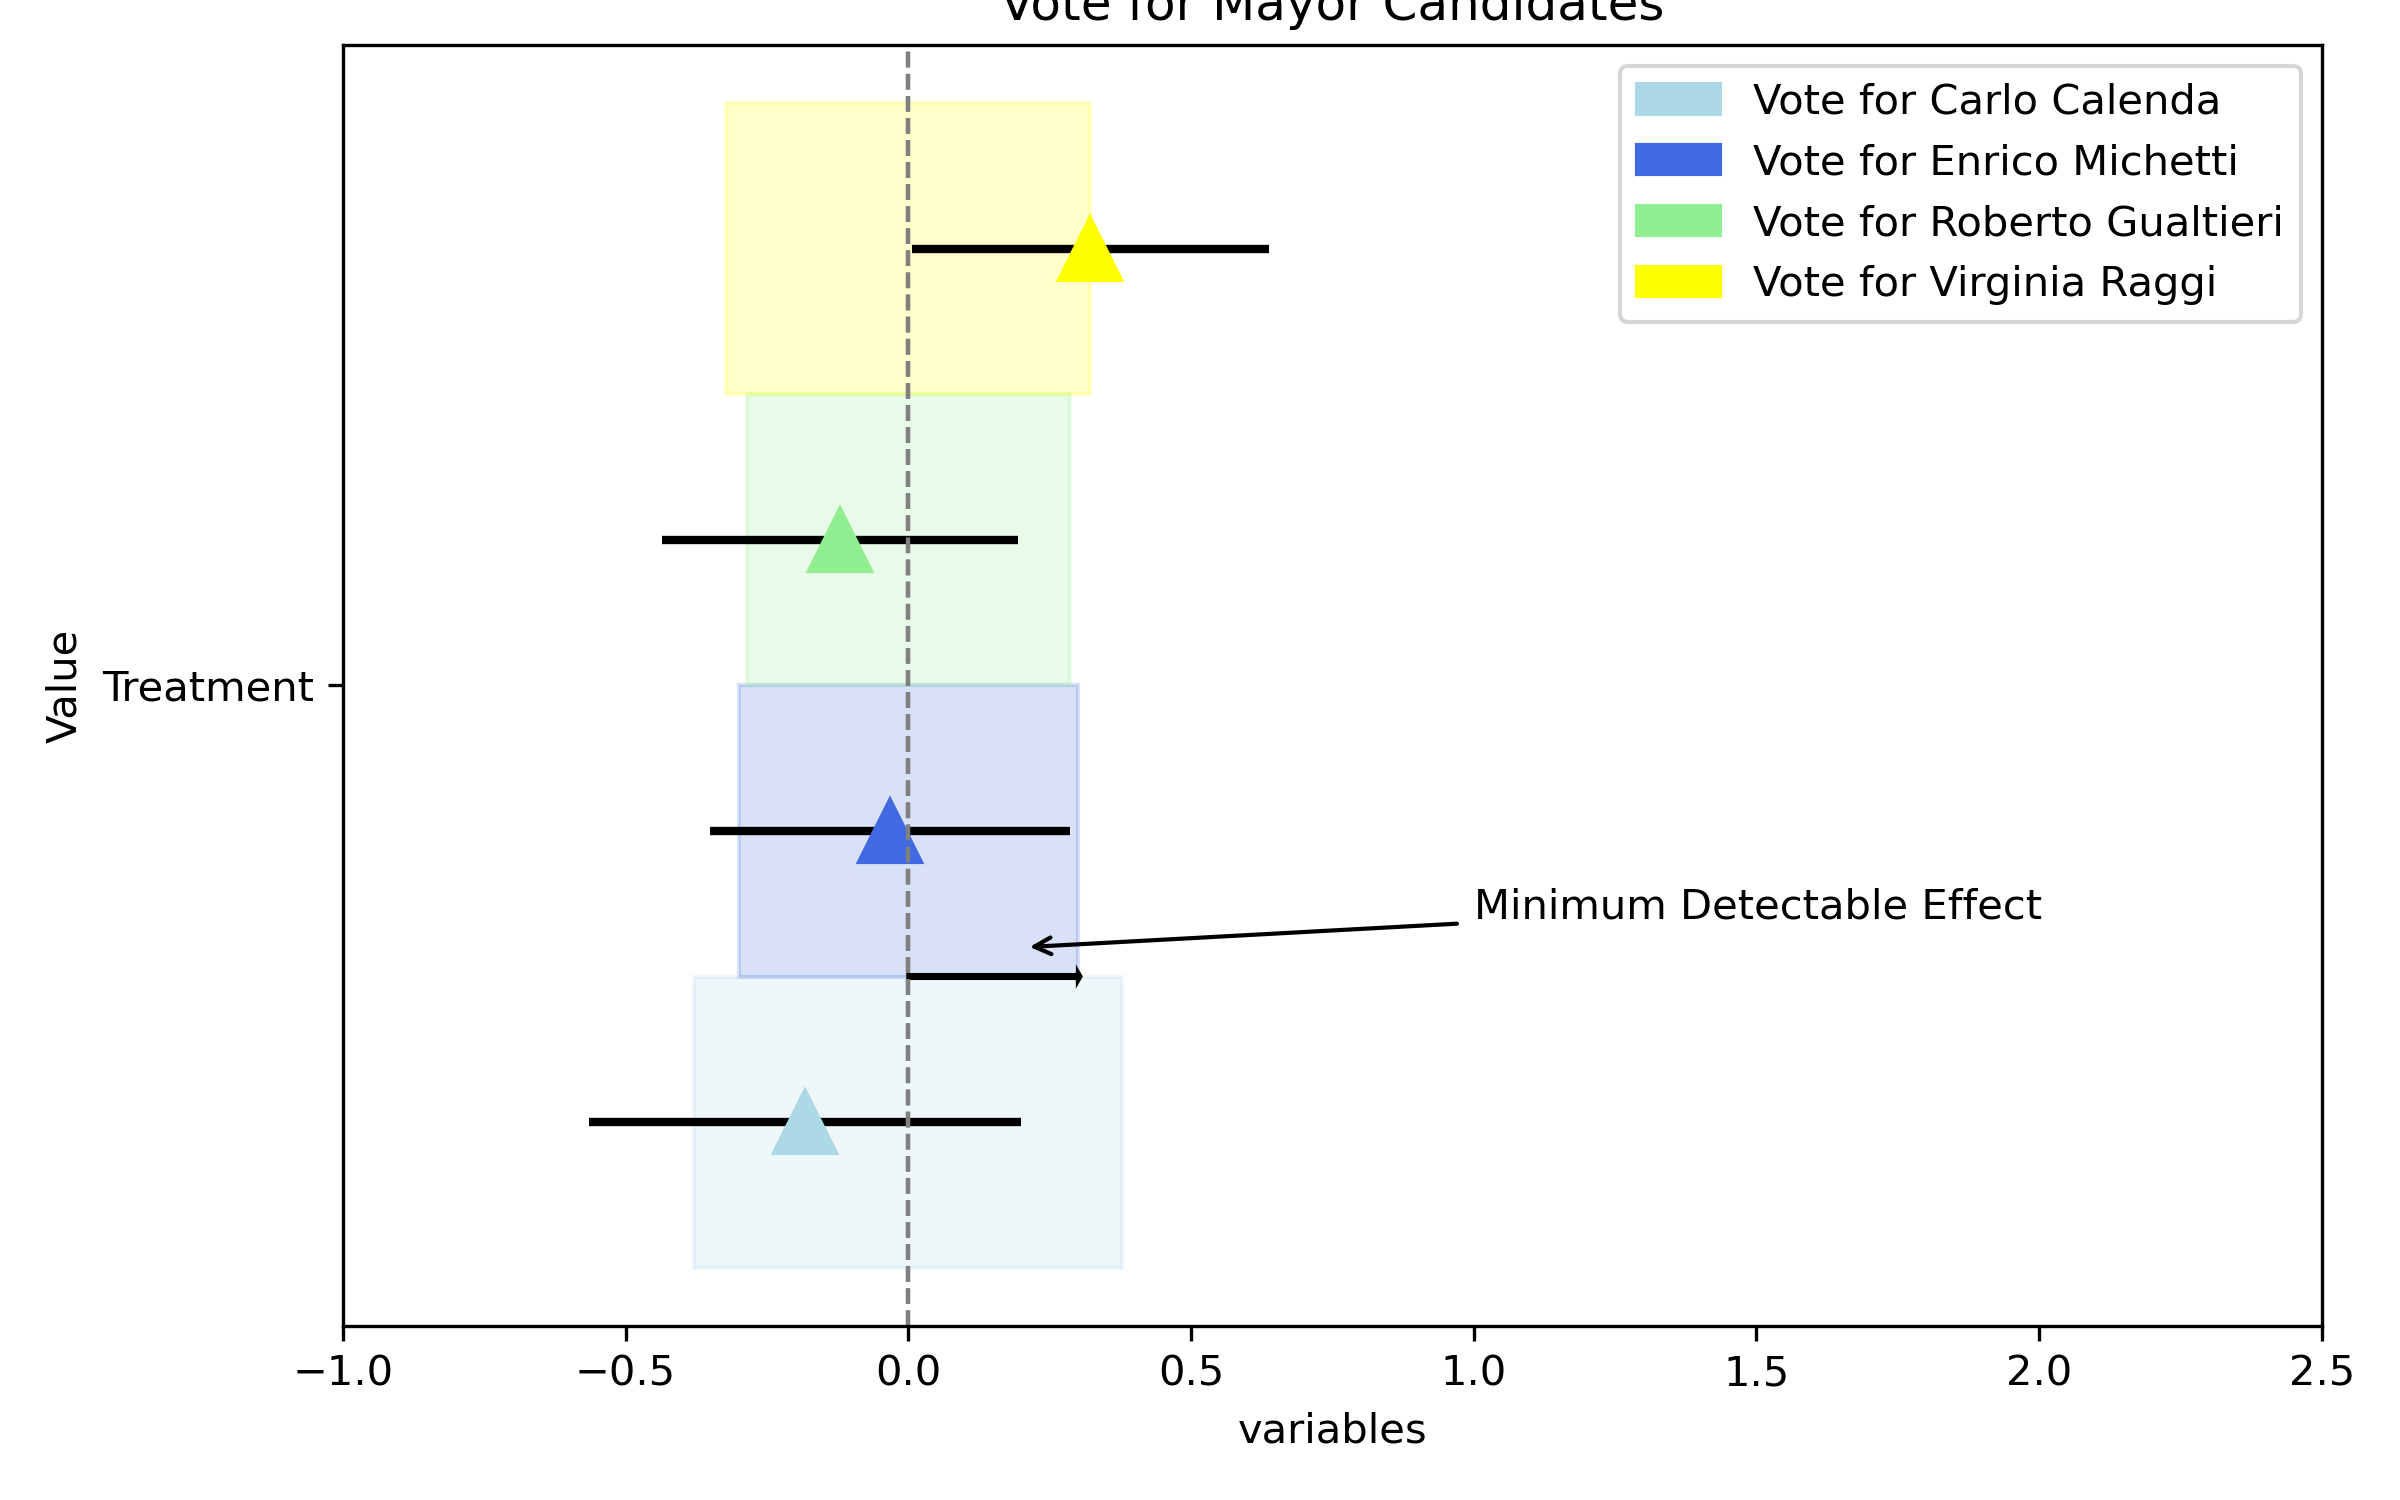 Vote for Mayor Candidates
Vote for Carlo Calenda
Vote for Enrico Michetti
Vote for Roberto Gualtieri
Vote for Virginia Raggi
Value
Treatment
Minimum Detectable Effect
−1.0 −0.5 0.0 0.5 1.0 1.5 2.0 2.5
variables